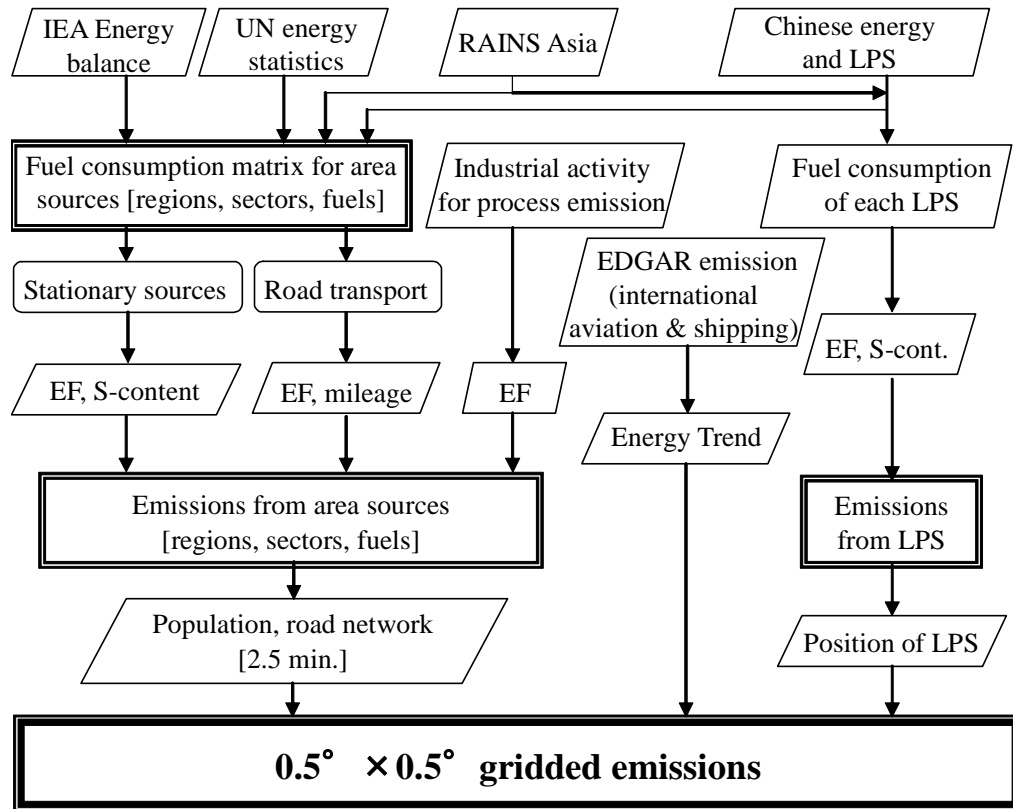 IEA Energy
balance
UN energy
statistics
RAINS Asia
Chinese energy
and LPS
Fuel consumption matrix for area
sources [regions, sectors, fuels]
Industrial activity
for process emission
Fuel consumption
of each LPS
Stationary sources
Road transport
EDGAR emission
(international
aviation & shipping)
EF, S-content
EF, mileage
EF
EF, S-cont.
Energy Trend
Emissions from area sources
[regions, sectors, fuels]
Emissions
from LPS
Population, road network
[2.5 min.]
Position of LPS
0.5° ×0.5° gridded emissions